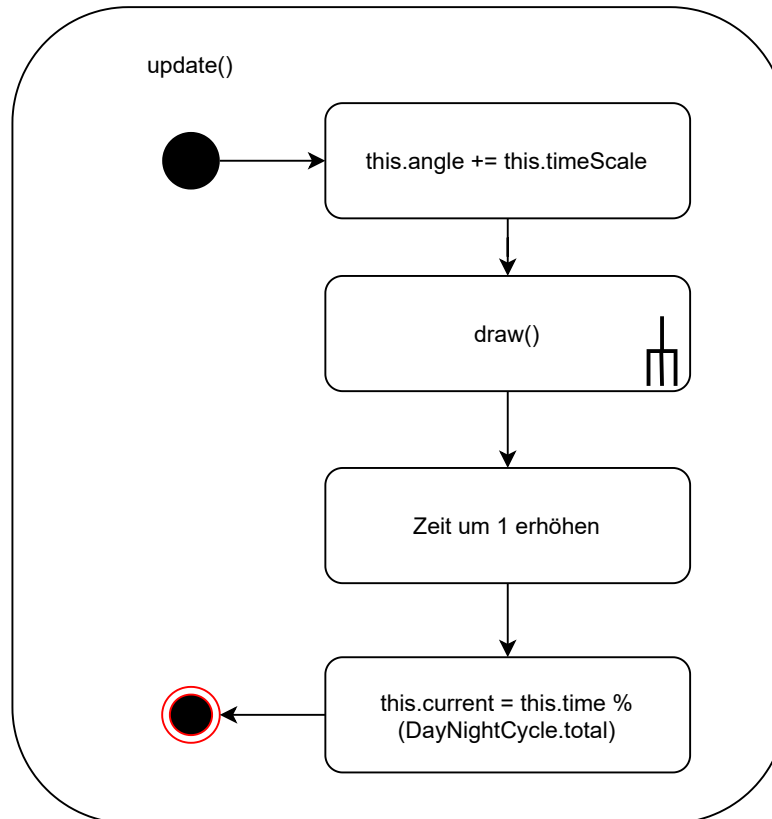 update()
this.angle += this.timeScale
draw()
Zeit um 1 erhöhen
this.current = this.time %
(DayNightCycle.total)